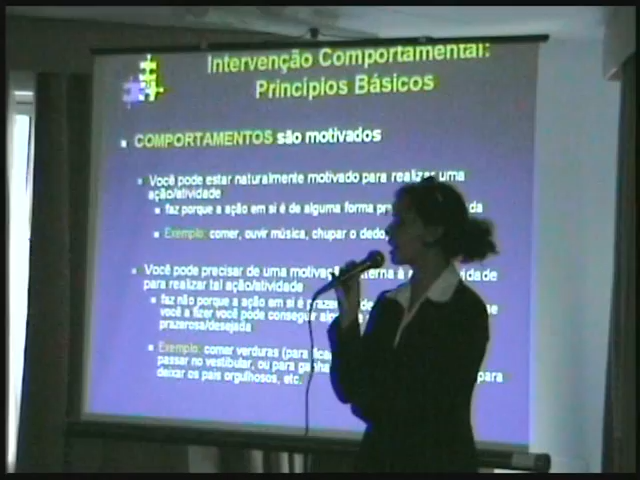 Intervenção Comportamental:
Princípios Básicos
COMPORTAMENTOS são motivados
Você pode estar naturalmente motivado para realizar uma
ação/atividade
faz porque a ação em si é de alguma forma
Exemplo: comer, ouvir música, chupar o dedo,
Você pode precisar de uma à
para realizar tal ação/atividade
faz não porque a ação em si é
você a fizer você pode conseguir
prazerosa/desejada
Exemplo: comer verduras (para
passar no vestibular, ou para para
deixar os pais orgulhosos, etc.